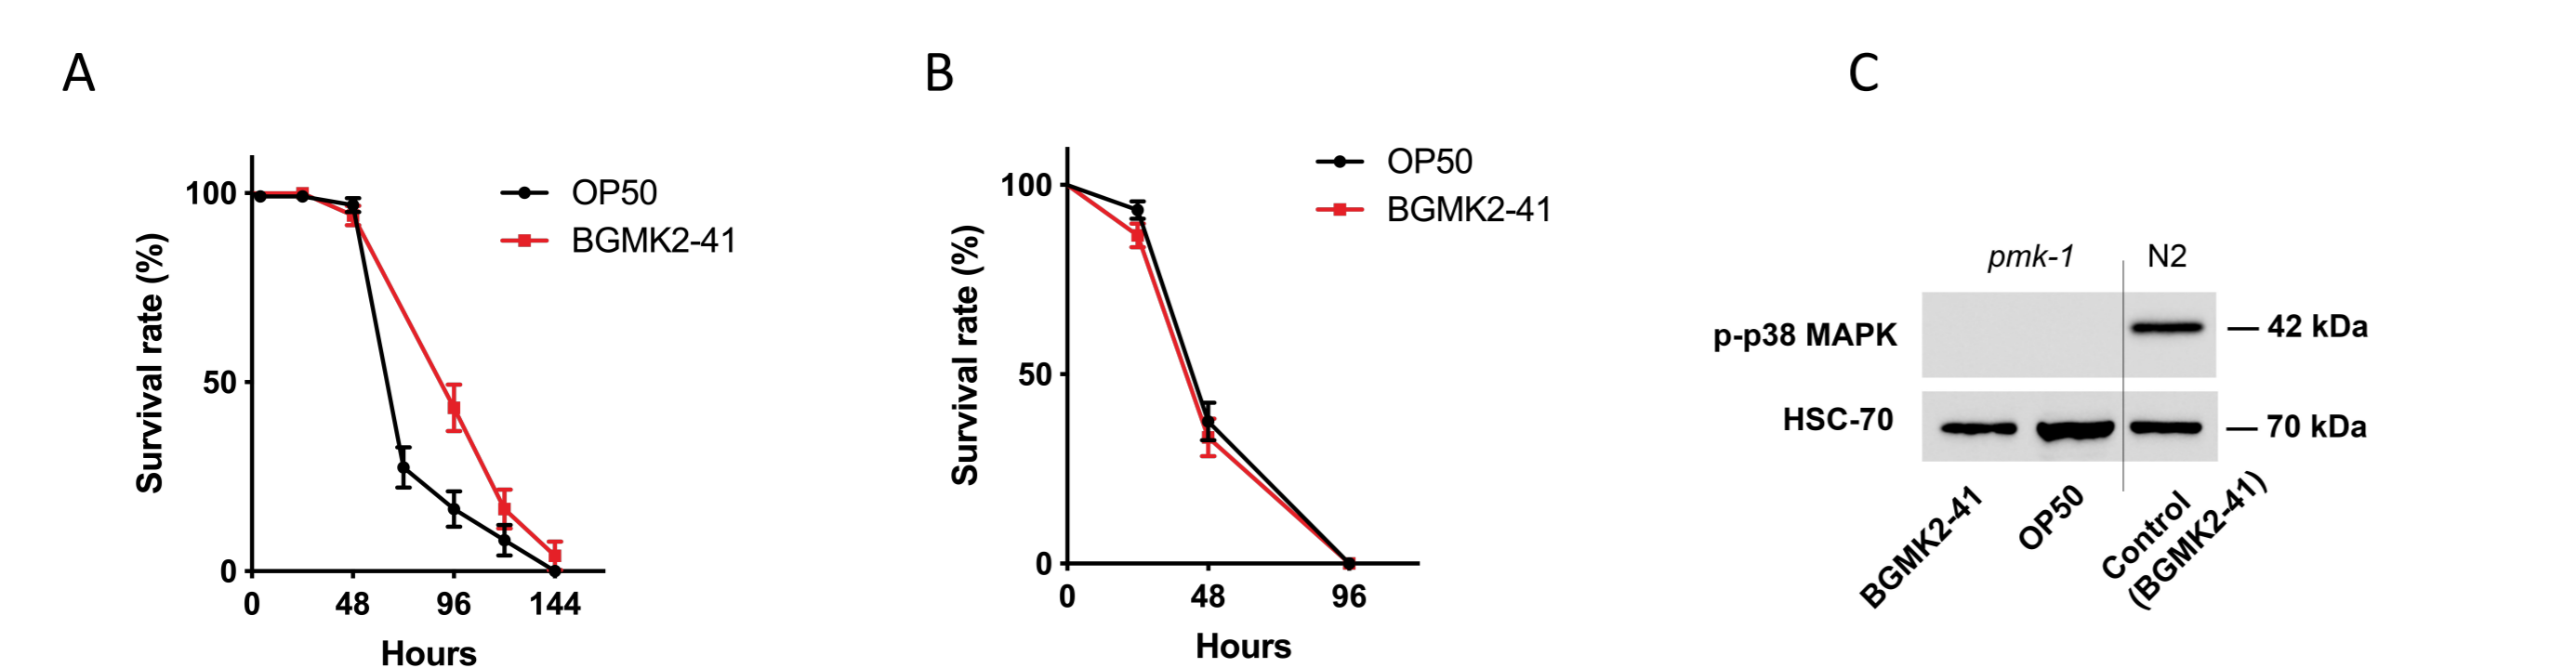 A
100
50
0
0 48 96 144
Survival rate (%)
Hours
OP50
BGMK2-41
B
100
50
0
0 48 96
Survival rate (%)
Hours
OP50
BGMK2-41
C
pmk-1 N2
p-p38 MAPK
42 kDa
HSC-70
70 kDa
BGMK2-41
OP50
Control
(BGMK2-41)